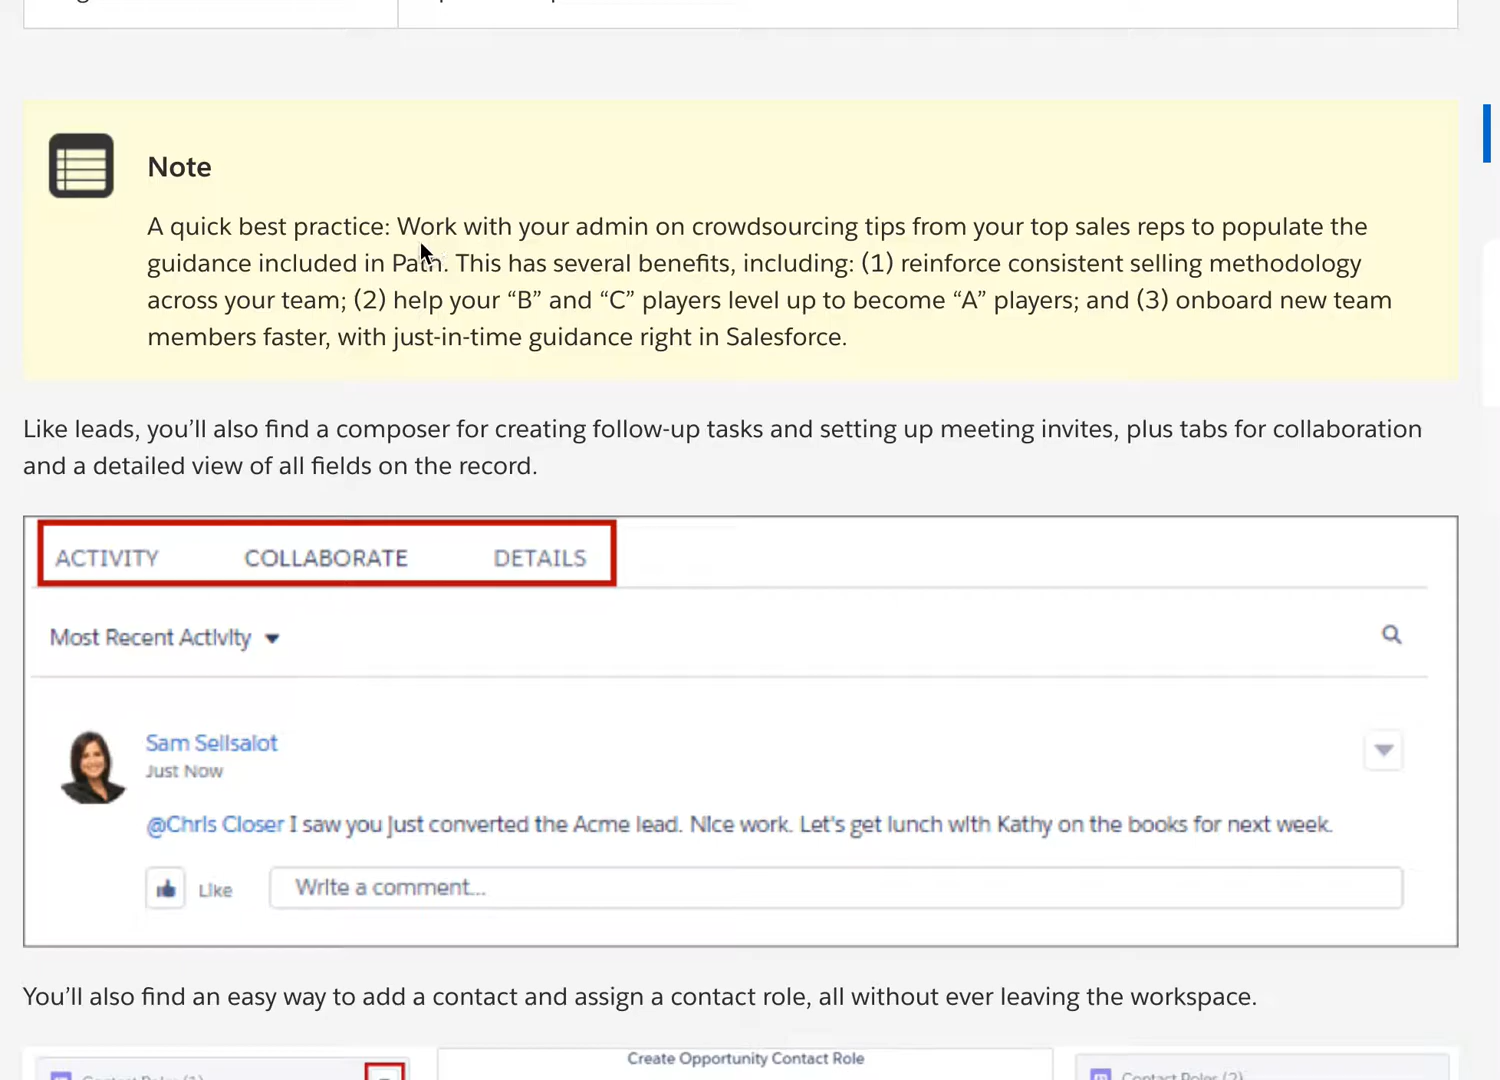 Note
A quick best practice: Work with your admin on crowdsourcing tips from your top sales reps to populate the
guidance included in Path. This has several benefits, including: (1) reinforce consistent selling methodology
across your team; (2) help your “B” and “C” players level up to become “A” players; and (3) onboard new team
members faster, with just-in-time guidance right in Salesforce.
Like leads, you’ll also find a composer for creating follow-up tasks and setting up meeting invites, plus tabs for collaboration
and a detailed view of all fields on the record.
ACTIVITY COLLABORATE DETAILS
Most Recent Activity
Sam Sellsalot
Just Now
@Chris Closer I saw you just converted the Acme lead. Nice work. Let's get lunch with Kathy on the books for next week.
Like Write a comment...
You’ll also find an easy way to add a contact and assign a contact role, all without ever leaving the workspace.
Create Opportunity Contact Role
Contact Roles (1) Contact Roles (2)